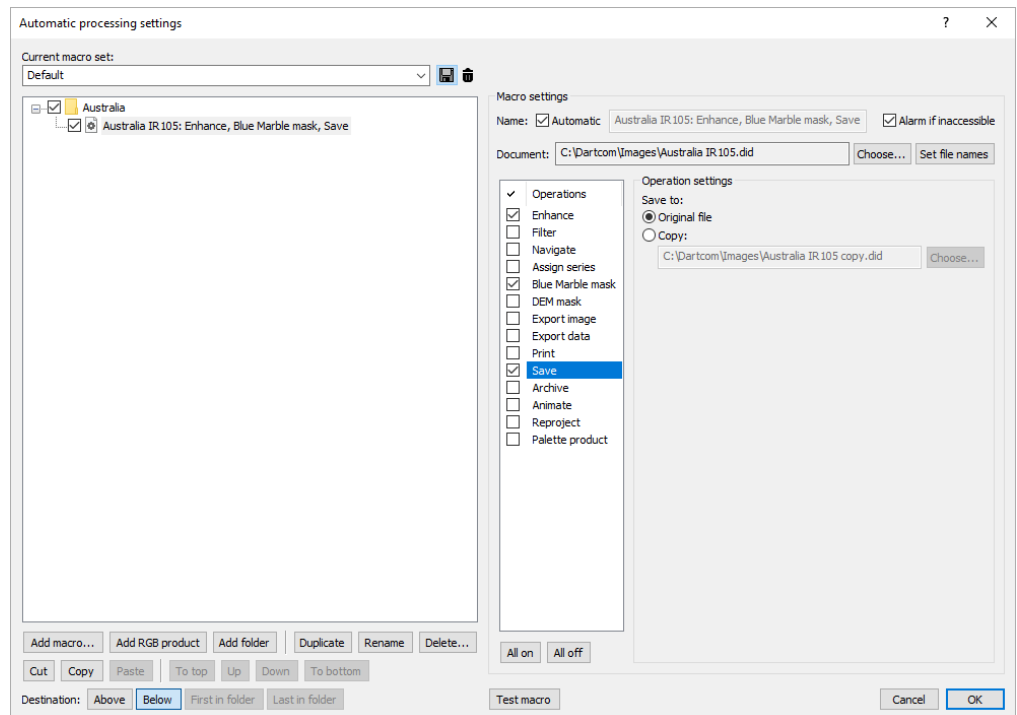 Automatic processing settings
?
Current macro set:
Default
Australia
Australia IR105: Enhance, Blue Marble mask, Save
Add macro... Add RGB product Add folder Duplicate Rename Delete...
Cut Copy Paste To top Up Down To bottom
Destination: Above Below First in folder Last in folder
Macro settings
Name: Automatic Australia IR105: Enhance, Blue Marble mask, Save Alarm if inaccessible
Document: C:\Dartcom\Images\Australia IR105.did Choose... Set file names
Operations
Enhance
Filter
Navigate
Assign series
Blue Marble mask
DEM mask
Export image
Export data
Print
Save
Archive
Animate
Reproject
Palette product
All on All off
Operation settings
Save to:
Original file
Copy:
C:\Dartcom\Images\Australia IR105 copy.did Choose...
Test macro Cancel OK